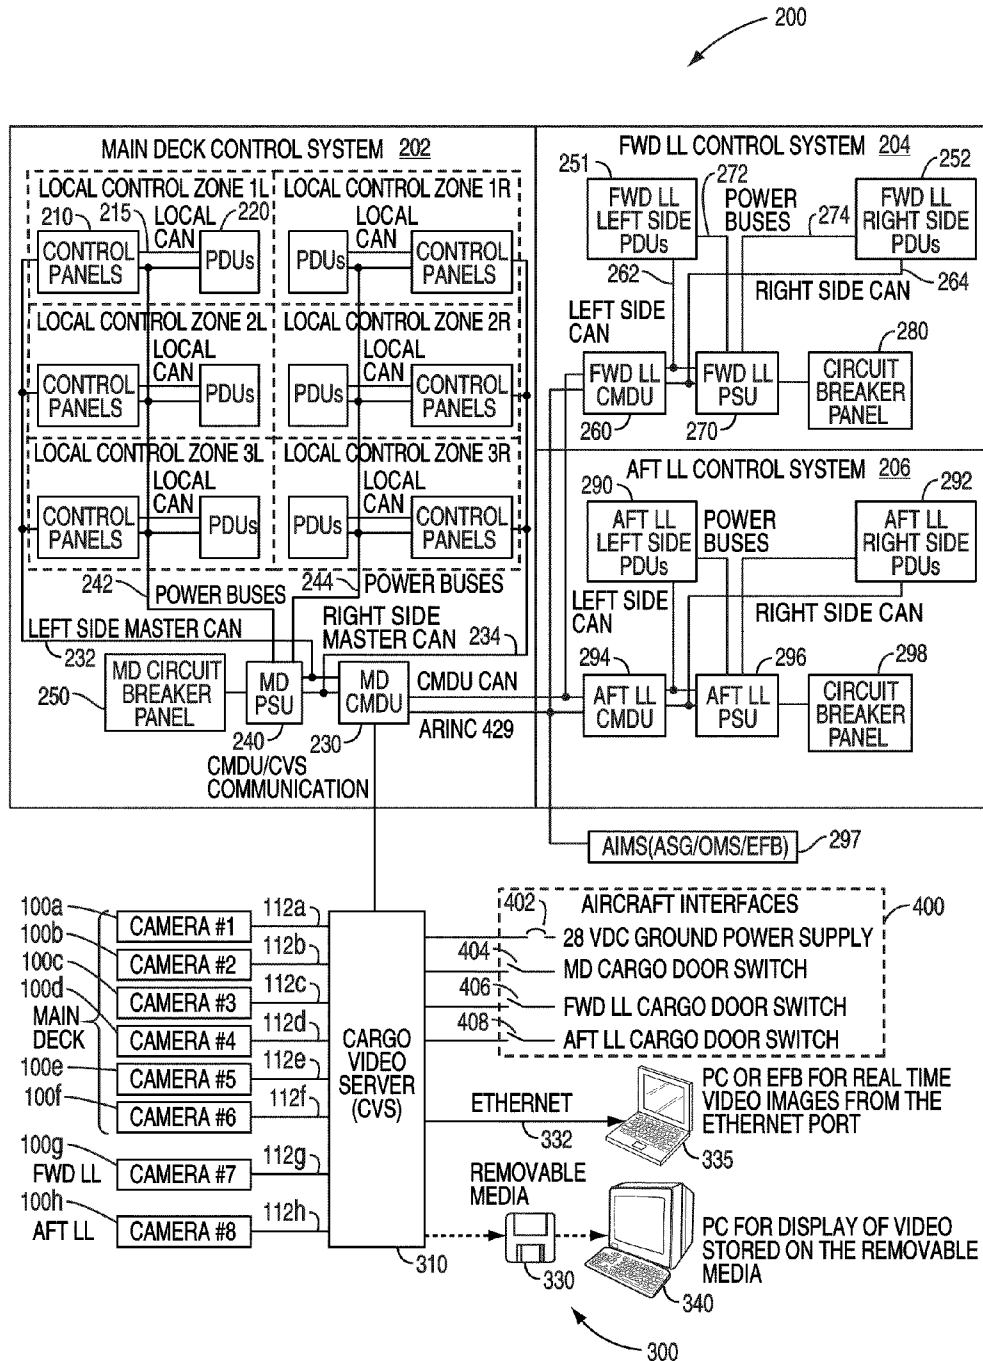 200
MAIN DECK CONTROL SYSTEM 202
LOCAL CONTROL ZONE 1L
LOCAL CONTROL ZONE 1R
210
215
LOCAL
CAN
220
LOCAL
CAN
CONTROL
PANELS
PDUs
PDUs
CONTROL
PANELS
LOCAL CONTROL ZONE 2L
LOCAL CONTROL ZONE 2R
LOCAL
CAN
LOCAL
CAN
CONTROL
PANELS
PDUs
PDUs
CONTROL
PANELS
LOCAL CONTROL ZONE 3L
LOCAL CONTROL ZONE 3R
LOCAL
CAN
LOCAL
CAN
CONTROL
PANELS
PDUs
PDUs
CONTROL
PANELS
242
POWER BUSES
244
POWER BUSES
LEFT SIDE MASTER CAN
232
RIGHT SIDE
MASTER CAN
234
250
MD CIRCUIT
BREAKER
PANEL
MD
PSU
240
MD
CMDU
230
CMDU CAN
ARINC 429
CMDU/CVS
COMMUNICATION
FWD LL CONTROL SYSTEM 204
251
FWD LL
LEFT SIDE
PDUs
272
POWER
BUSES
274
252
FWD LL
RIGHT SIDE
PDUs
262
264
LEFT SIDE
CAN
RIGHT SIDE CAN
FWD LL
CMDU
260
FWD LL
PSU
270
280
CIRCUIT
BREAKER
PANEL
AFT LL CONTROL SYSTEM 206
290
AFT LL
LEFT SIDE
PDUs
POWER
BUSES
292
AFT LL
RIGHT SIDE
PDUs
LEFT SIDE
CAN
RIGHT SIDE CAN
294
AFT LL
CMDU
296
AFT LL
PSU
298
CIRCUIT
BREAKER
PANEL
AIMS(ASG/OMS/EFB)
297
100a
CAMERA #1
112a
100b
CAMERA #2
112b
100c
CAMERA #3
112c
100d
CAMERA #4
112d
MAIN
DECK
100e
CAMERA #5
112e
100f
CAMERA #6
112f
100g
FWD LL
CAMERA #7
112g
100h
AFT LL
CAMERA #8
112h
CARGO
VIDEO
SERVER
(CVS)
310
AIRCRAFT INTERFACES
400
402
28 VDC GROUND POWER SUPPLY
404
MD CARGO DOOR SWITCH
406
FWD LL CARGO DOOR SWITCH
408
AFT LL CARGO DOOR SWITCH
ETHERNET
332
335
PC OR EFB FOR REAL TIME
VIDEO IMAGES FROM THE
ETHERNET PORT
REMOVABLE
MEDIA
330
340
PC FOR DISPLAY OF VIDEO
STORED ON THE REMOVABLE
MEDIA
300